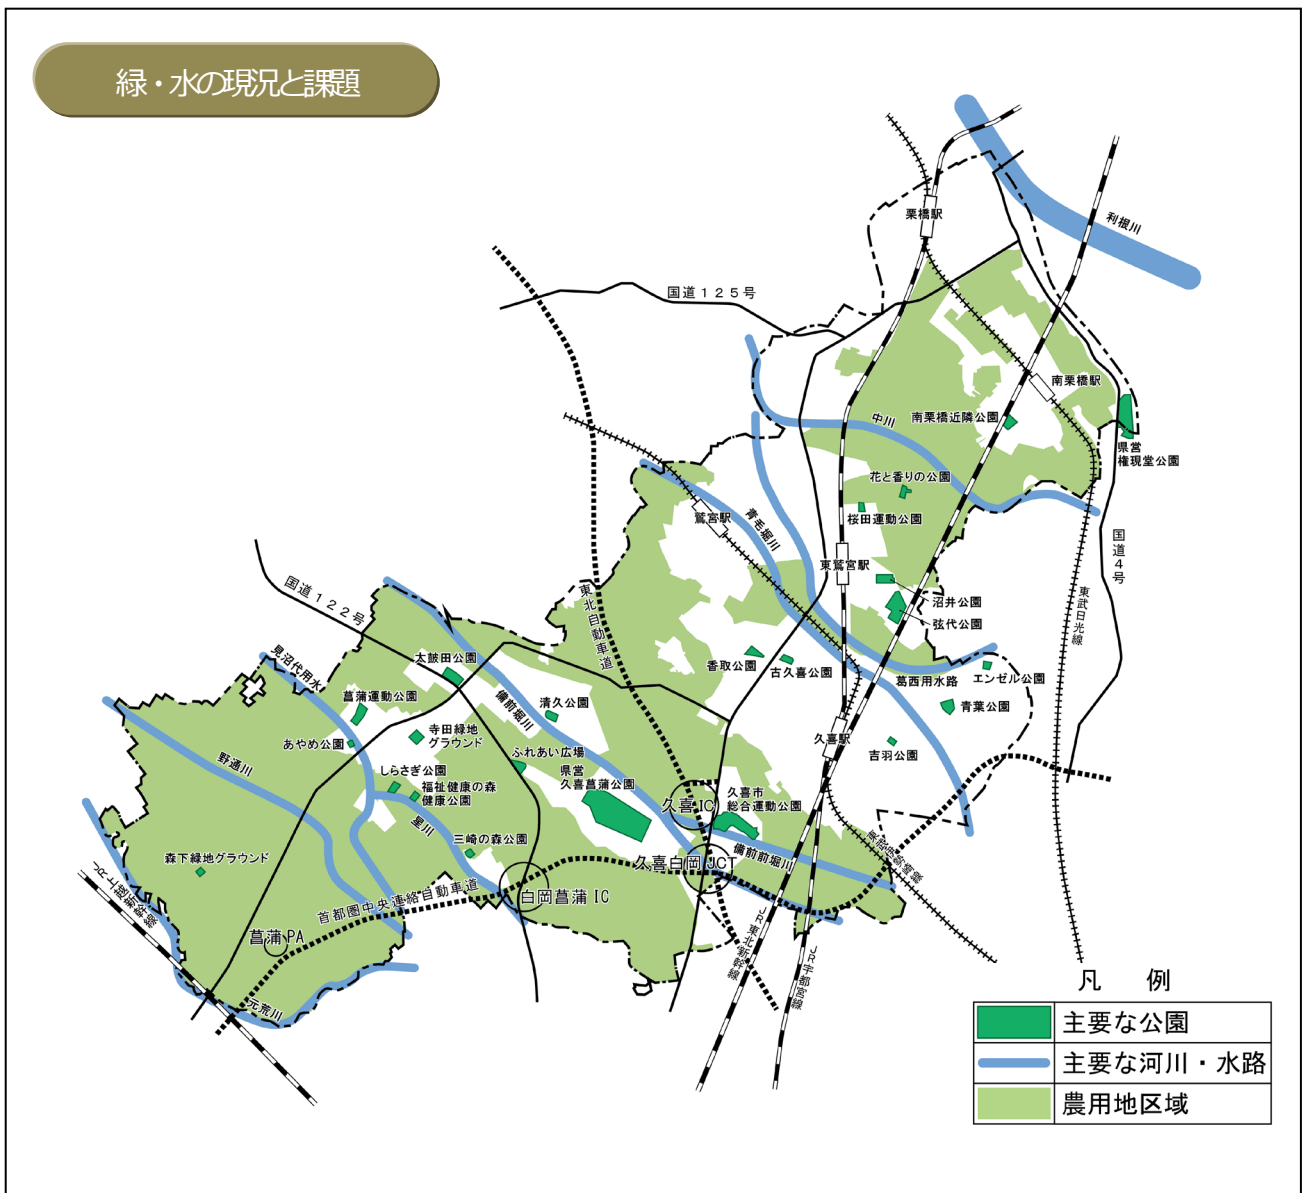 緑・水の現況と課題
利根川
栗橋駅
国道125号
南栗橋駅
南栗橋近隣公園
中川
県営
権現堂公園
花と香りの公園
桜田運動公園
鷲宮駅
青毛堀川
国道4号
東鷲宮駅
東北自動車道
国道122号
沼井公園
弦代公園
東武日光線
見沼代用水
太皷田公園
香取公園
古久喜公園
葛西用水路
エンゼル公園
菖蒲運動公園
備前堀川
清久公園
青葉公園
あやめ公園
寺田緑地
グラウンド
ふれあい広場
久喜駅
吉羽公園
野通川
しらさぎ公園
県営
久喜菖蒲公園
福祉健康の森
健康公園
久喜IC
久喜市
総合運動公園
星川
三崎の森公園
備前前堀川
東武伊勢崎線
森下緑地グラウンド
久喜白岡JCT
JR上越新幹線
首都圏中央連絡自動車道
白岡菖蒲IC
菖蒲PA
JR東北新幹線
JR宇都宮線
元荒川
凡 例
主要な公園
主要な河川・水路
農用地区域